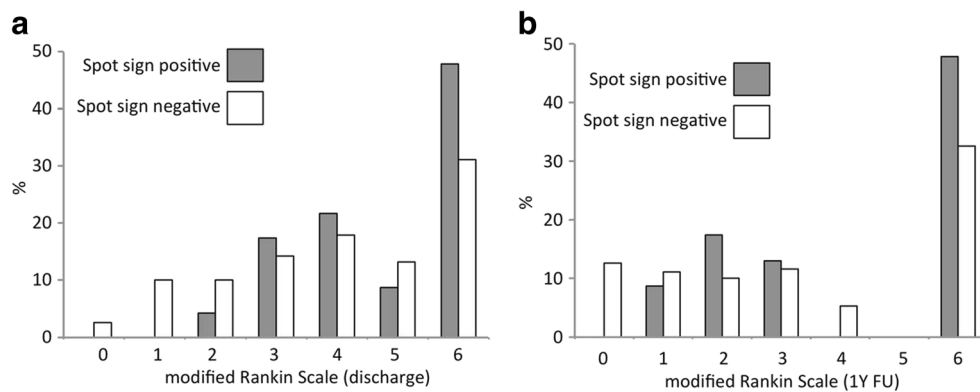 a
50
40
30
20
10
0
%
Spot sign positive
Spot sign negative
0 1 2 3 4 5 6
modified Rankin Scale (discharge)
b
50
40
30
20
10
0
%
Spot sign positive
Spot sign negative
0 1 2 3 4 5 6
modified Rankin Scale (1Y FU)